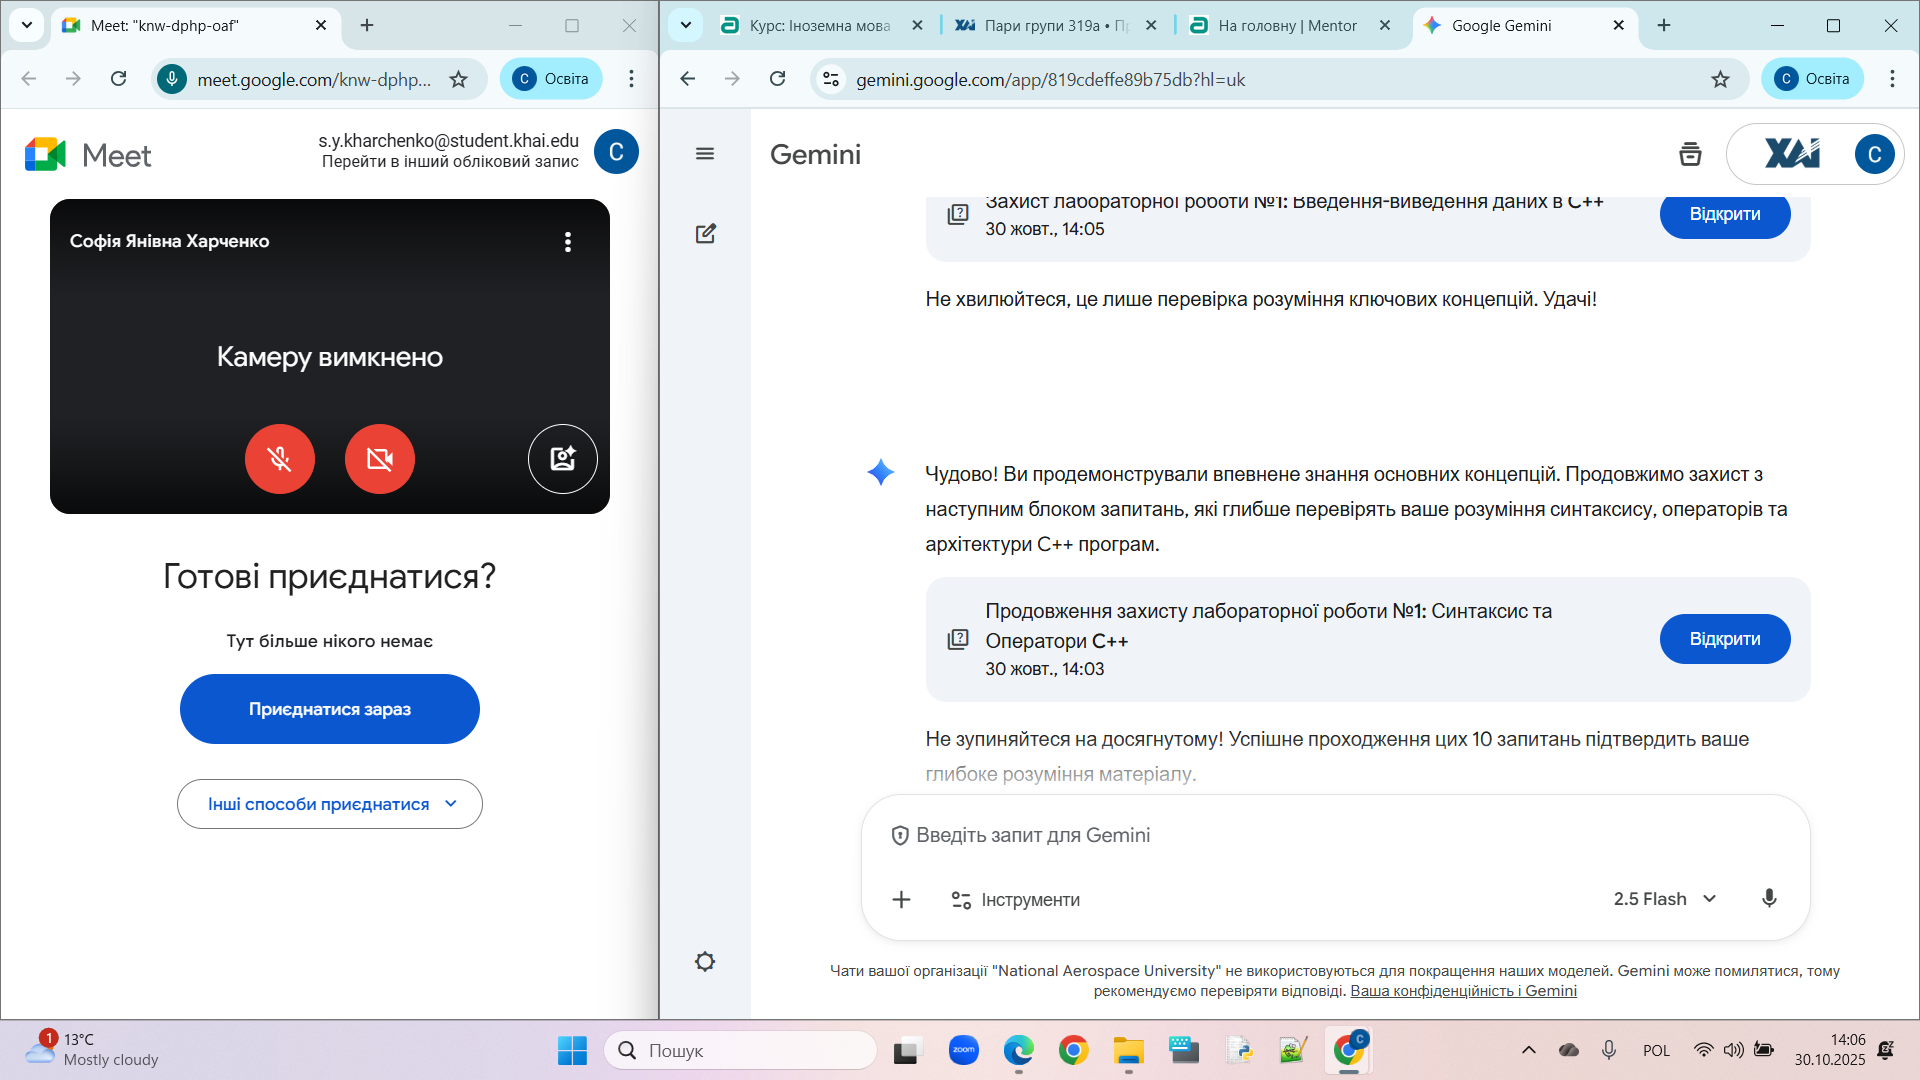 Meet: "knw-dphp-oaf"
meet.google.com/knw-dphp...
Освіта
Meet
s.y.kharchenko@student.khai.edu
Перейти в інший обліковий запис
С
Софія Янівна Харченко
Камеру вимкнено
Готові приєднатися?
Тут більше нікого немає
Приєднатися зараз
Інші способи приєднатися
Курс: Іноземна мова
Пари групи 319а • П
На головну | Mentor
Google Gemini
gemini.google.com/app/819cdeffe89b75db?hl=uk
С Освіта
Gemini
ХАІ
С
Захист лабораторної роботи №1: Введення-виведення даних в C++
30 жовт., 14:05
Відкрити
Не хвилюйтеся, це лише перевірка розуміння ключових концепцій. Удачі!
Чудово! Ви продемонстрували впевнене знання основних концепцій. Продовжимо захист з
наступним блоком запитань, які глибше перевірять ваше розуміння синтаксису, операторів та
архітектури C++ програм.
Продовження захисту лабораторної роботи №1: Синтаксис та
Оператори C++
30 жовт., 14:03
Відкрити
Не зупиняйтеся на досягнутому! Успішне проходження цих 10 запитань підтвердить ваше
глибоке розуміння матеріалу.
Введіть запит для Gemini
Інструменти
2.5 Flash
Чати вашої організації "National Aerospace University" не використовуються для покращення наших моделей. Gemini може помилятися, тому
рекомендуємо перевіряти відповіді. Ваша конфіденційність і Gemini
1
13°C
Mostly cloudy
Пошук
zoom
С
POL
14:06
30.10.2025